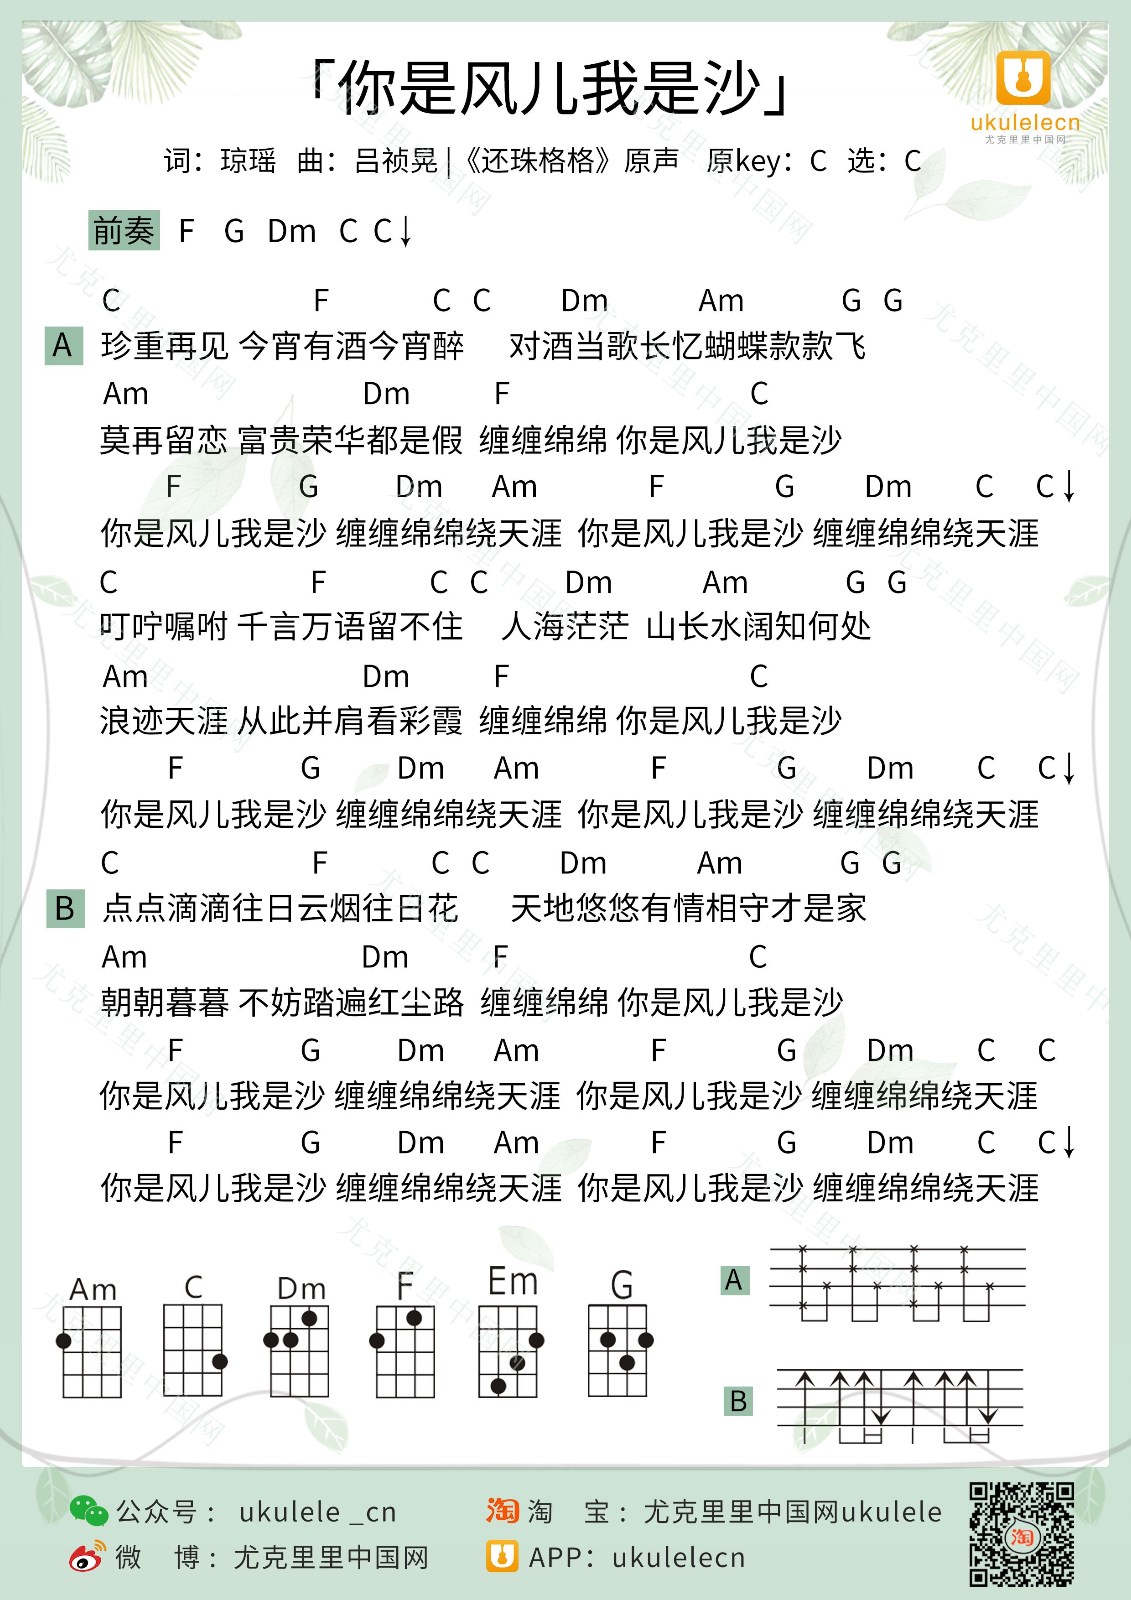 「你是风儿我是沙」
ukulelecn
尤克里里中国网
词：琼瑶 曲：吕祯晃 |《还珠格格》原声 原key：C 选：C
前奏 F G Dm C C↓
C F C C Dm Am G G
A 珍重再见 今宵有酒今宵醉 对酒当歌长忆蝴蝶款款飞
Am Dm F C
莫再留恋 富贵荣华都是假 缠缠绵绵 你是风儿我是沙
F G Dm Am F G Dm C C↓
你是风儿我是沙 缠缠绵绵绕天涯 你是风儿我是沙 缠缠绵绵绕天涯
C F C C Dm Am G G
叮咛嘱咐 千言万语留不住 人海茫茫 山长水阔知何处
Am Dm F C
浪迹天涯 从此并肩看彩霞 缠缠绵绵 你是风儿我是沙
F G Dm Am F G Dm C C↓
你是风儿我是沙 缠缠绵绵绕天涯 你是风儿我是沙 缠缠绵绵绕天涯
C F C C Dm Am G G
B 点点滴滴往日云烟往日花 天地悠悠有情相守才是家
Am Dm F C
朝朝暮暮 不妨踏遍红尘路 缠缠绵绵 你是风儿我是沙
F G Dm Am F G Dm C C
你是风儿我是沙 缠缠绵绵绕天涯 你是风儿我是沙 缠缠绵绵绕天涯
F G Dm Am F G Dm C C↓
你是风儿我是沙 缠缠绵绵绕天涯 你是风儿我是沙 缠缠绵绵绕天涯
Am C Dm F Em G
A
B
公众号： ukulele _cn
淘 淘 宝：尤克里里中国网ukulele
微 博：尤克里里中国网
APP：ukulelecn
淘